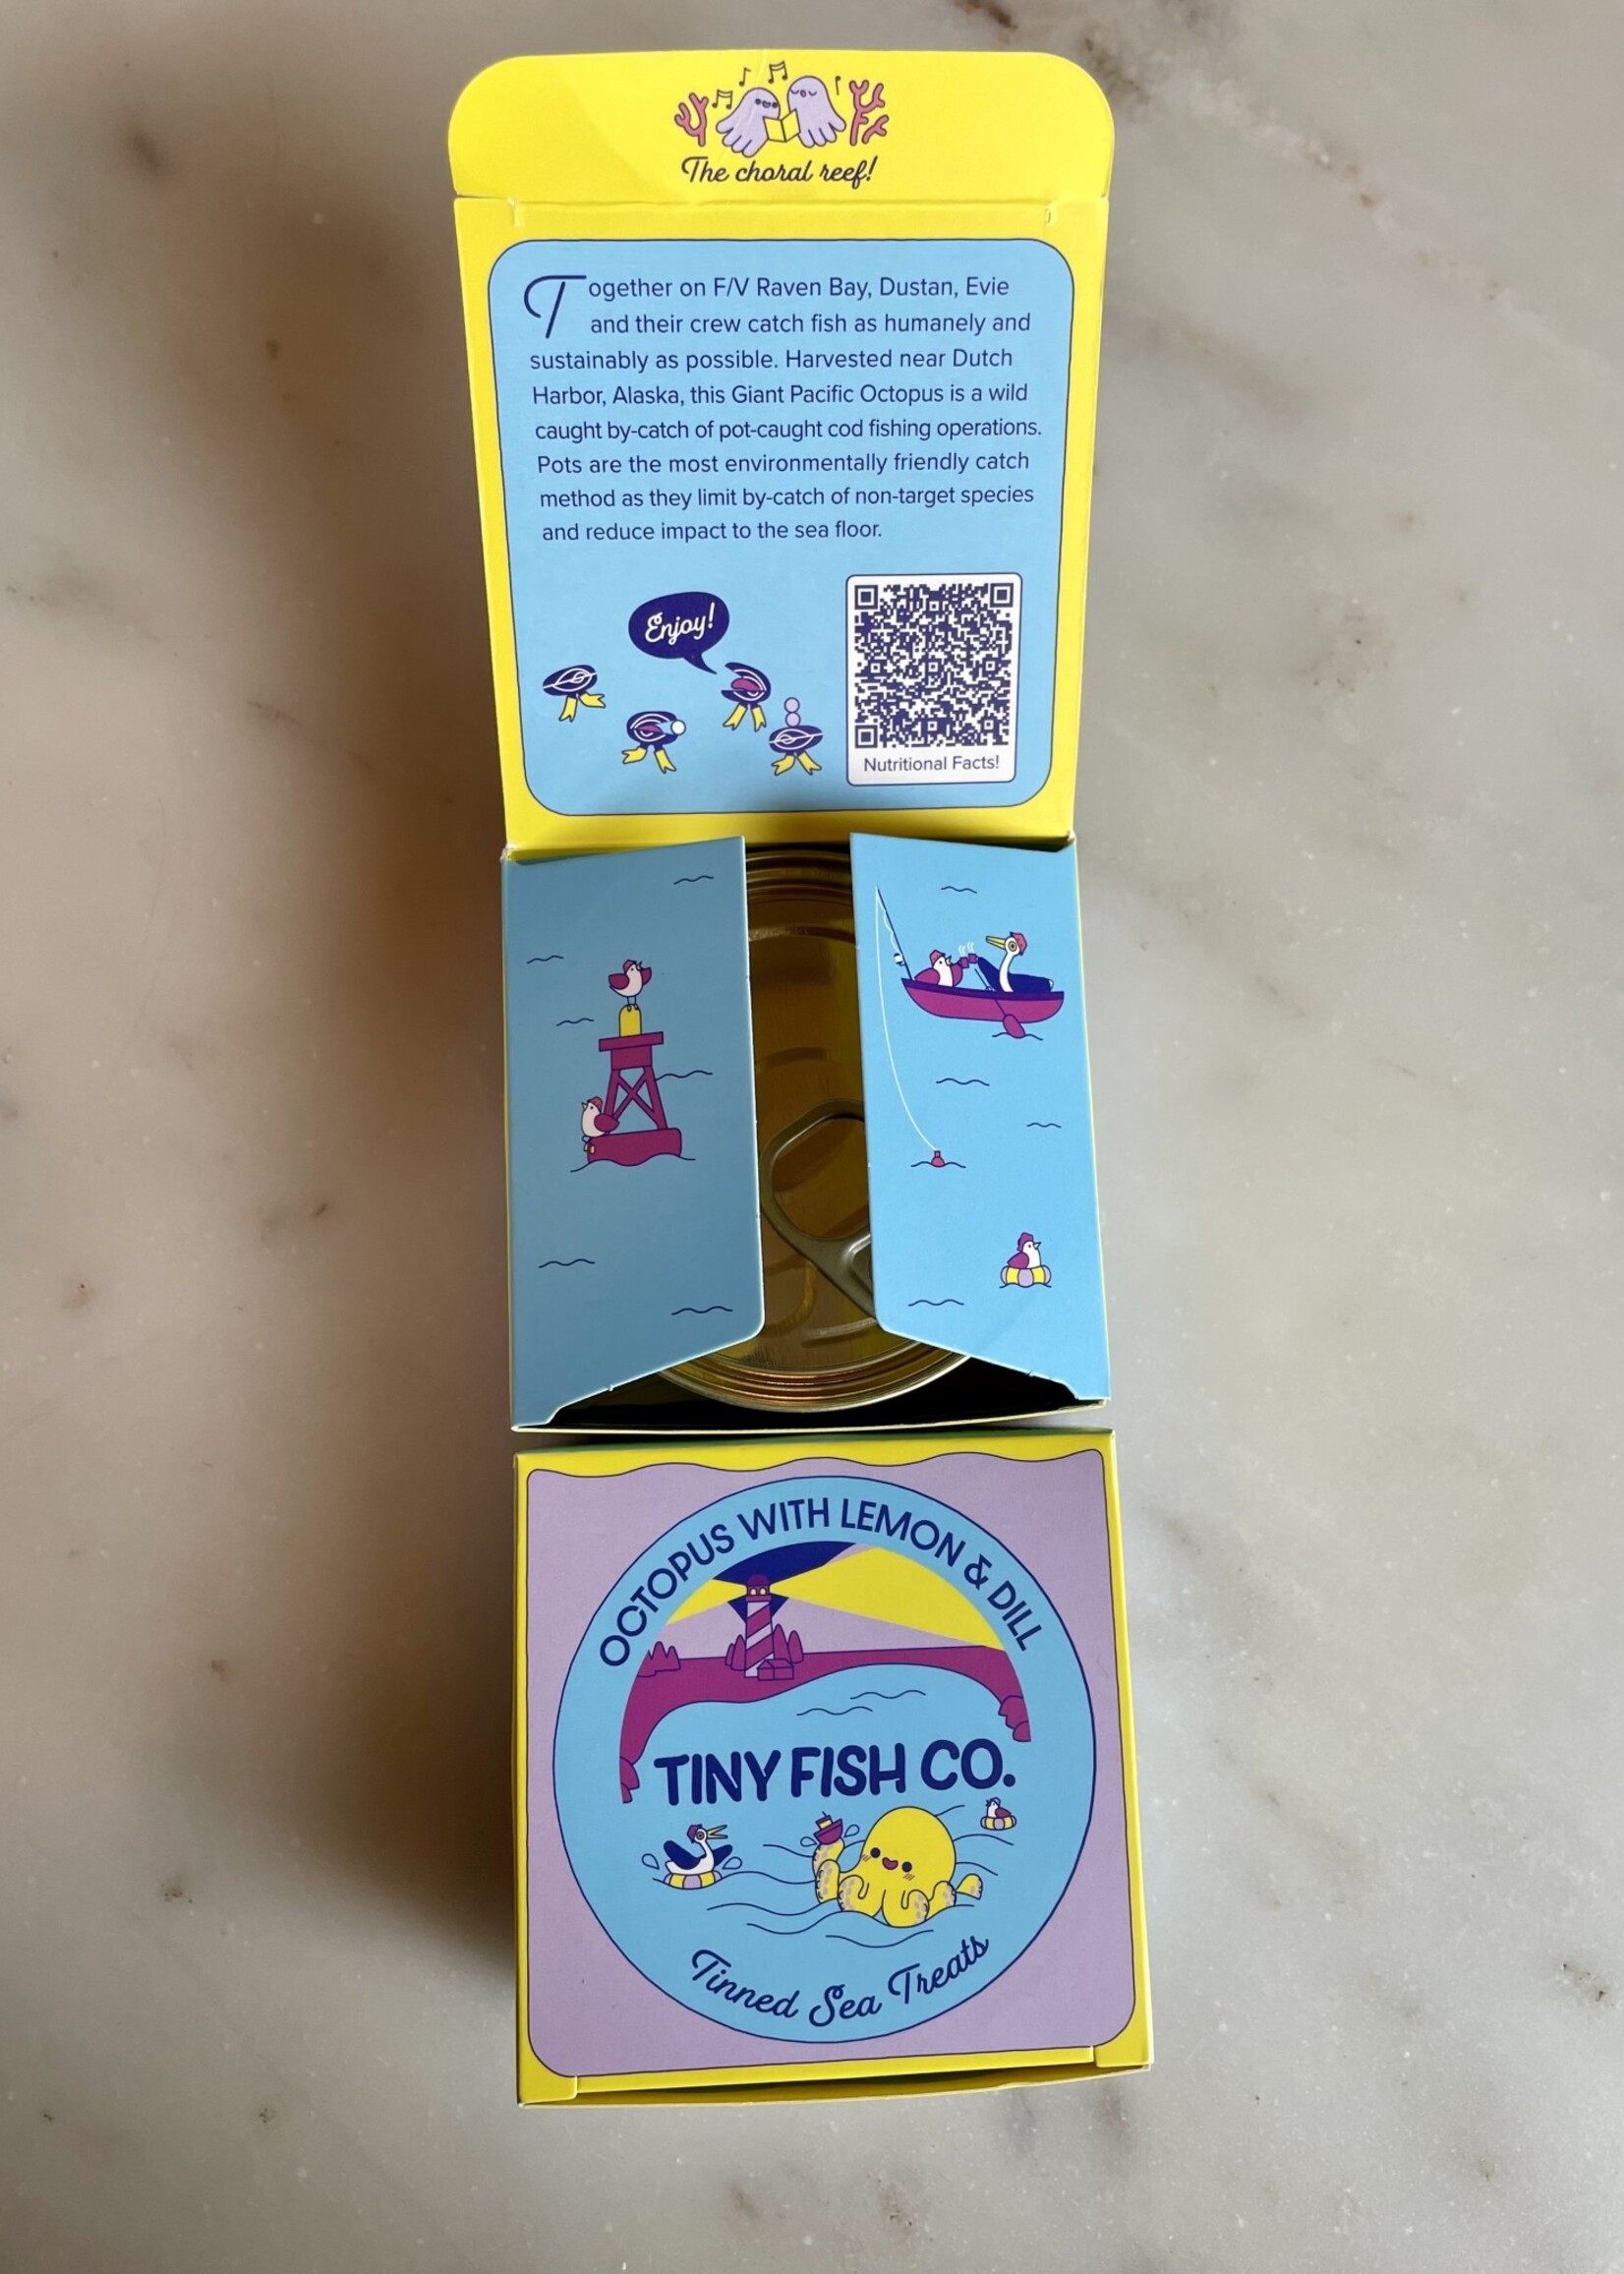 The choral reef!
Together on F/V Raven Bay, Dustan, Evie
and their crew catch fish as humanely and
sustainably as possible. Harvested near Dutch
Harbor, Alaska, this Giant Pacific Octopus is a wild
caught by-catch of pot-caught cod fishing operations.
Pots are the most environmentally friendly catch
method as they limit by-catch of non-target species
and reduce impact to the sea floor.
Enjoy!
Nutritional Facts!
OCTOPUS WITH LEMON & DILL
TINY FISH CO.
Tinned Sea Treats